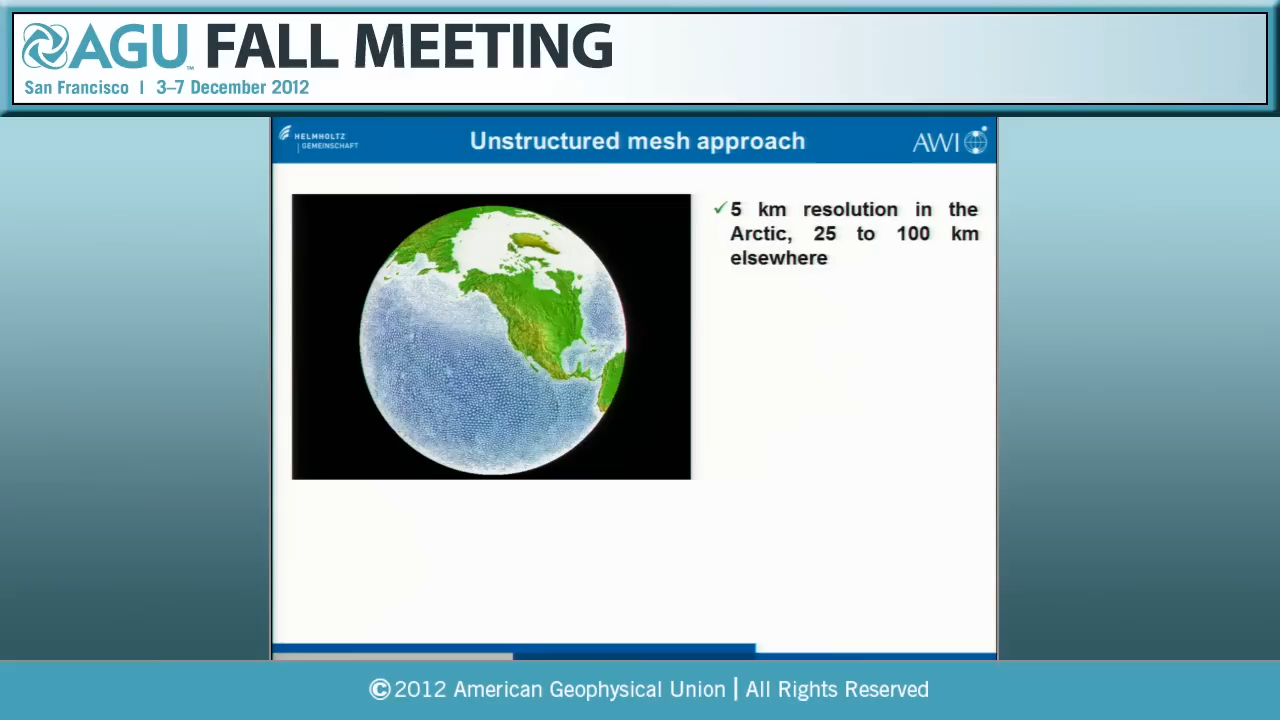 AGU™ FALL MEETING
San Francisco | 3–7 December 2012
HELMHOLTZ
GEMEINSCHAFT
Unstructured mesh approach
AWI
✓5 km resolution in the
Arctic, 25 to 100 km
elsewhere
©2012 American Geophysical Union | All Rights Reserved